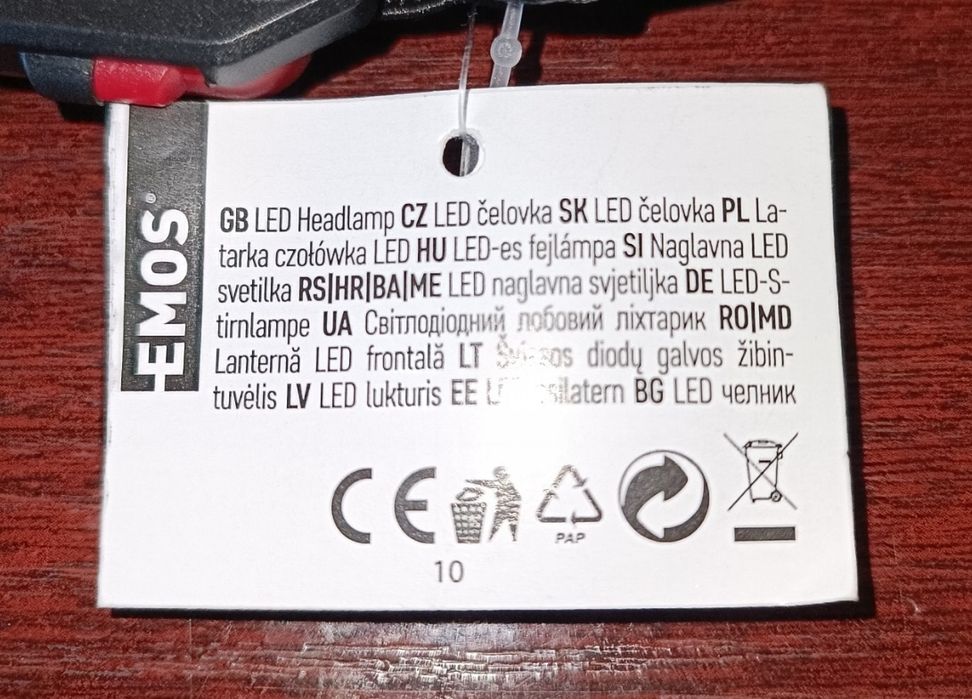 EMOS®
GB LED Headlamp CZ LED čelovka SK LED čelovka PL La-
tarka czołówka LED HU LED-es fejlámpa SI Naglavna LED
svetilka RS|HR|BA|ME LED naglavna svjetiljka DE LED-S-
tirnlampe UA Світлодіодний лобовий ліхтарик RO|MD
Lanternă LED frontală LT diodų galvos žibin-
tuvėlis LV LED lukturis EE BG LED челник
CE
PAP
10